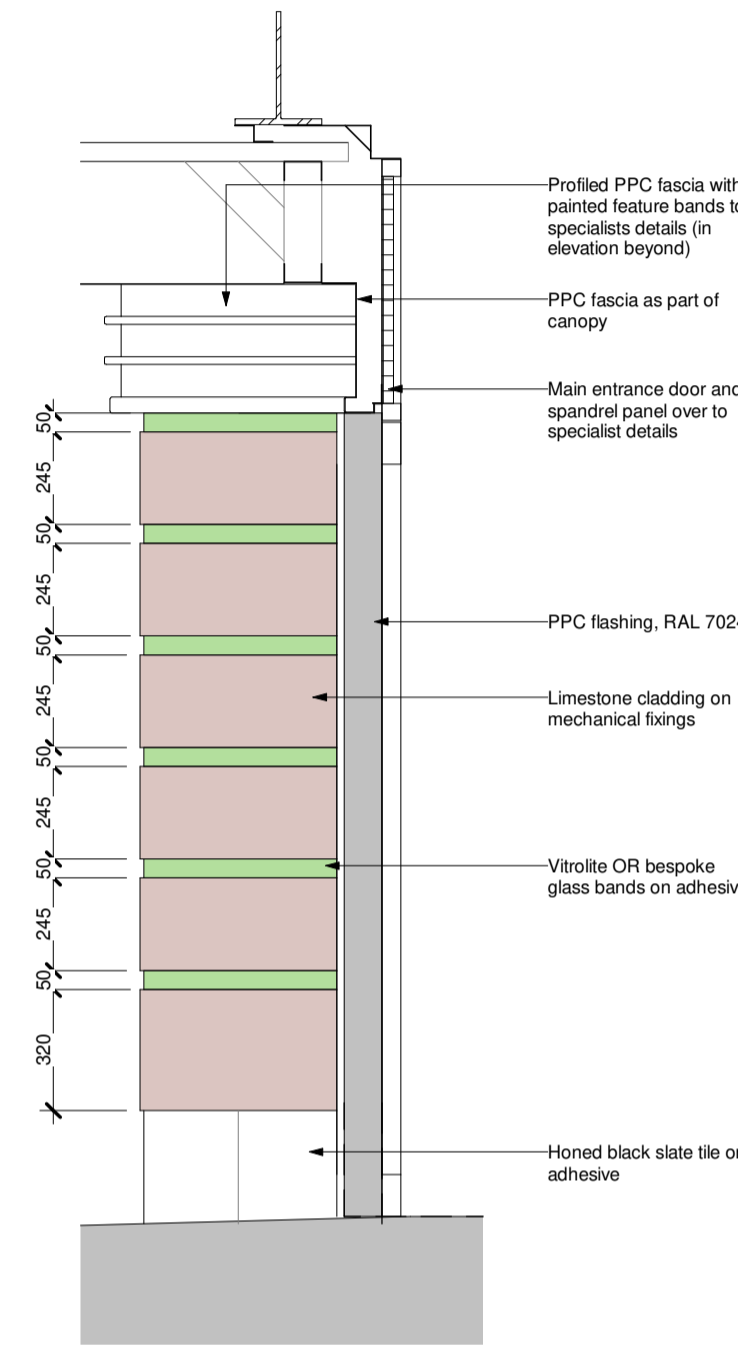 Profiled PPC fascia with
painted feature bands to
specialists details (in
elevation beyond)
PPC fascia as part of
canopy
Main entrance door and
spandrel panel over to
specialist details
50
245
50
245
50
245
50
245
50
245
50
320
PPC flashing, RAL 702
Limestone cladding on
mechanical fixings
Vitrolite OR bespoke
glass bands on adhesiv
Honed black slate tile on
adhesive